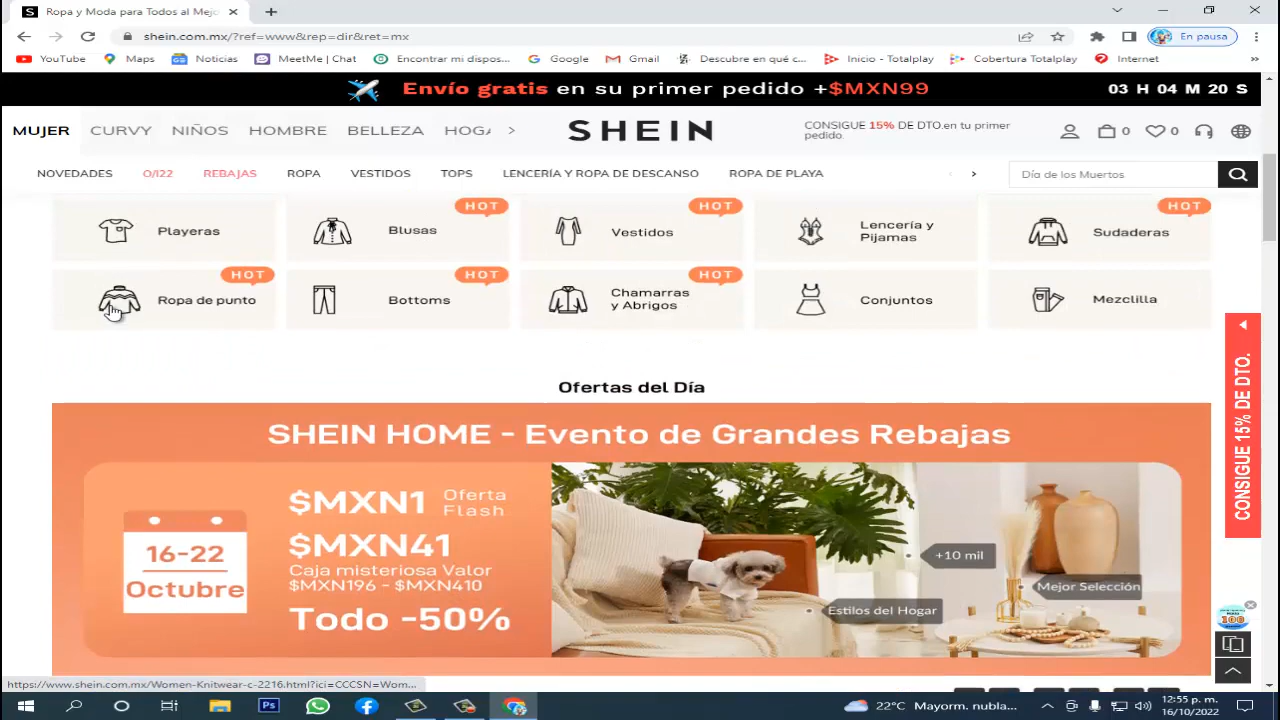 Ropa y Moda para Todos al Mejo
shein.com.mx/?ref=www&rep=dir&ret=mx
En pausa
YouTube
Maps
Noticias
MeetMe | Chat
Encontrar mi dispos...
Google
Gmail
Descubre en qué c...
Inicio - Totalplay
Cobertura Totalplay
Internet
»
Envío gratis en su primer pedido +$MXN99
03 H 04 M 20 S
MUJER
CURVY
NIÑOS
HOMBRE
BELLEZA
HOGA
SHEIN
CONSIGUE 15% DE DTO.en tu primer
pedido.
0
0
NOVEDADES
O/I22
REBAJAS
ROPA
VESTIDOS
TOPS
LENCERÍA Y ROPA DE DESCANSO
ROPA DE PLAYA
Día de los Muertos
Playeras
HOT
Blusas
HOT
Vestidos
Lencería y
Pijamas
HOT
Sudaderas
HOT
Ropa de punto
HOT
Bottoms
HOT
Chamarras
y Abrigos
Conjuntos
Mezclilla
CONSIGUE 15% DE DTO.
Ofertas del Día
SHEIN HOME - Evento de Grandes Rebajas
16-22
Octubre
$MXN1
Oferta
Flash
$MXN41
Caja misteriosa Valor
$MXN196 - $MXN410
Todo -50%
+10 mil
Mejor Selección
Estilos del Hogar
100
https://www.shein.com.mx/Women-Knitwear-c-2216.html?ici=CCCSN=Wom...
Ps
22°C Mayorm. nubla...
12:55 p. m.
16/10/2022